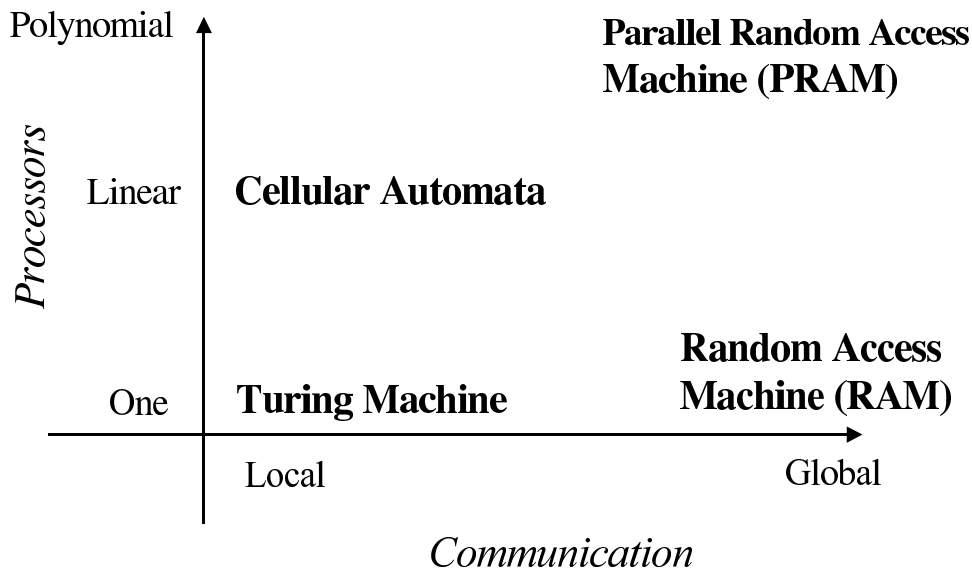 Polynomial
Parallel Random Access
Machine (PRAM)
Processors
Linear
Cellular Automata
Random Access
Machine (RAM)
One
Turing Machine
Local
Global
Communication